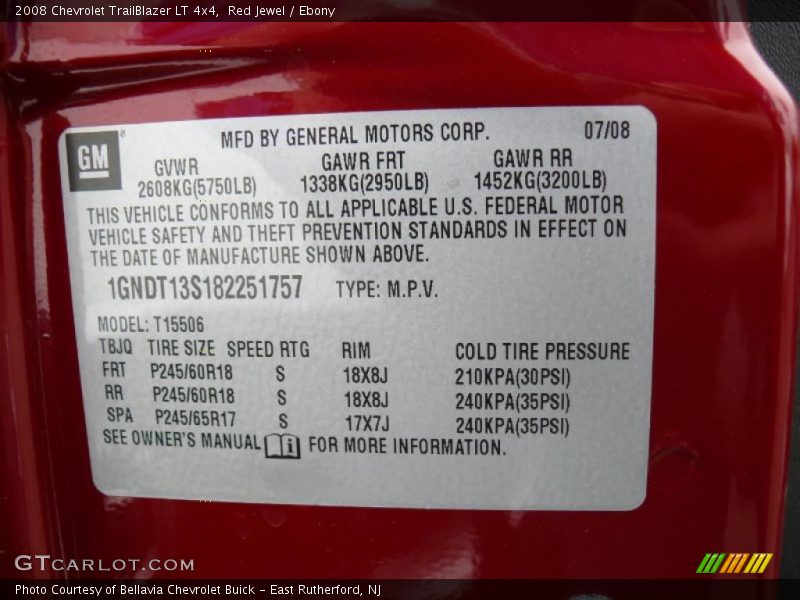 2008 Chevrolet TrailBlazer LT 4x4, Red Jewel / Ebony
GM
MFD BY GENERAL MOTORS CORP. 07/08
GVWR GAWR FRT GAWR RR
2608KG(5750LB) 1338KG(2950LB) 1452KG(3200LB)
THIS VEHICLE CONFORMS TO ALL APPLICABLE U.S. FEDERAL MOTOR
VEHICLE SAFETY AND THEFT PREVENTION STANDARDS IN EFFECT ON
THE DATE OF MANUFACTURE SHOWN ABOVE.
1GNDT13S182251757 TYPE: M.P.V.
MODEL: T15506
TBJQ TIRE SIZE SPEED RTG RIM COLD TIRE PRESSURE
FRT P245/60R18 S 18X8J 210KPA(30PSI)
RR P245/60R18 S 18X8J 240KPA(35PSI)
SPA P245/65R17 S 17X7J 240KPA(35PSI)
SEE OWNER'S MANUAL FOR MORE INFORMATION.
GTCARLOT.COM
Photo Courtesy of Bellavia Chevrolet Buick - East Rutherford, NJ